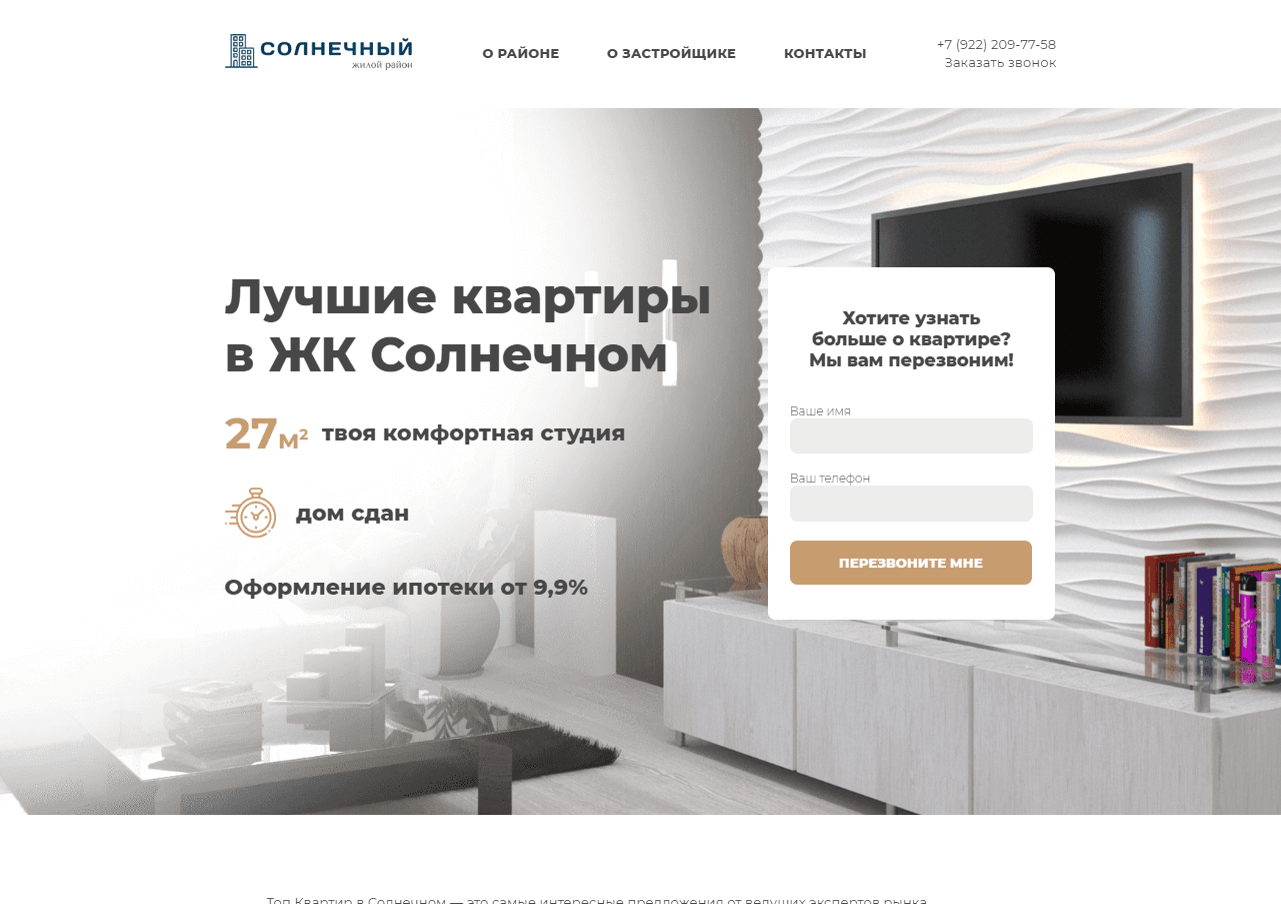 СОЛНЕЧНЫЙ
жилой район
О РАЙОНЕ
О ЗАСТРОЙЩИКЕ
КОНТАКТЫ
+7 (922) 209-77-58
Заказать звонок
Лучшие квартиры
в ЖК Солнечном
27м² твоя комфортная студия
дом сдан
Оформление ипотеки от 9,9%
Хотите узнать
больше о квартире?
Мы вам перезвоним!
Ваше имя
Ваш телефон
ПЕРЕЗВОНИТЕ МНЕ
Топ Квартир в Солнечном — это самые интересные предложения от ведущих экспертов рынка